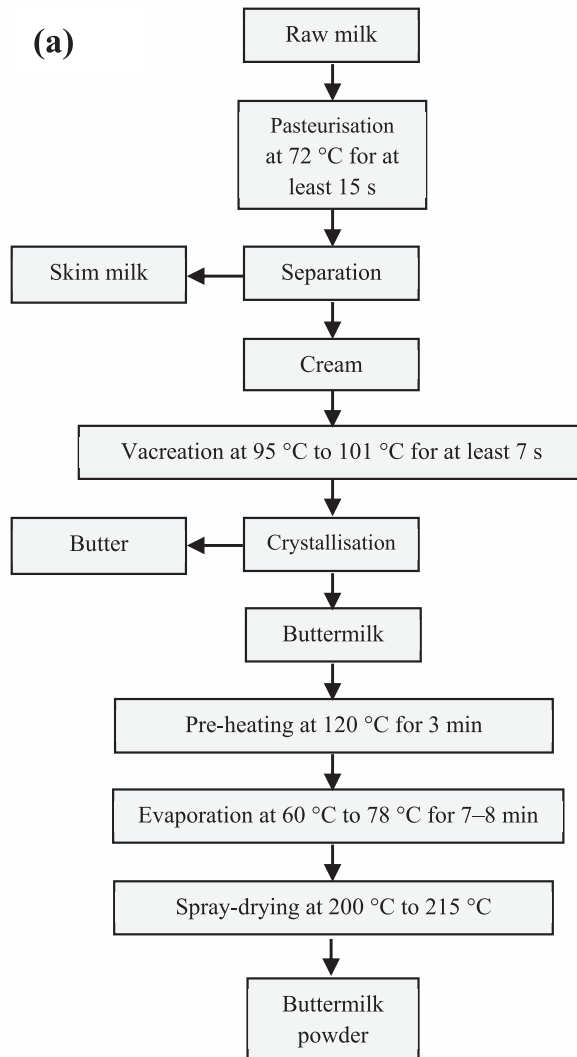 (a)
Raw milk
Pasteurisation
at 72 °C for at
least 15 s
Skim milk
Separation
Cream
Vacreation at 95 °C to 101 °C for at least 7 s
Butter
Crystallisation
Buttermilk
Pre-heating at 120 °C for 3 min
Evaporation at 60 °C to 78 °C for 7–8 min
Spray-drying at 200 °C to 215 °C
Buttermilk
powder